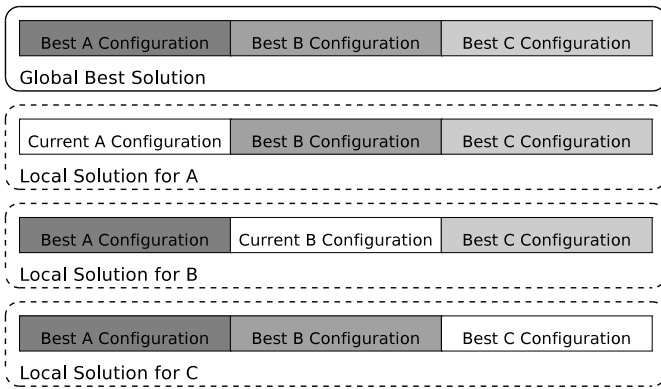 Best A Configuration Best B Configuration Best C Configuration
Global Best Solution
Current A Configuration Best B Configuration Best C Configuration
Local Solution for A
Best A Configuration Current B Configuration Best C Configuration
Local Solution for B
Best A Configuration Best B Configuration Best C Configuration
Local Solution for C